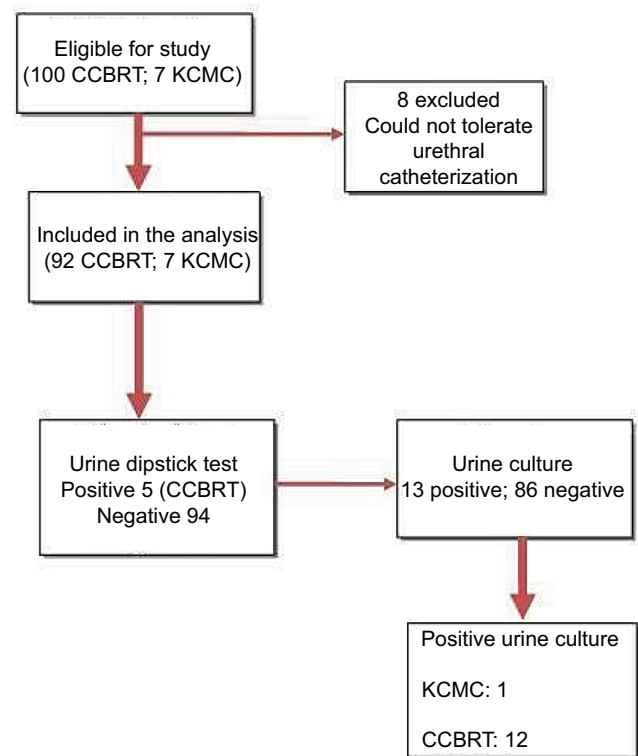 Eligible for study
(100 CCBRT; 7 KCMC)
8 excluded
Could not tolerate
urethral
catheterization
Included in the analysis
(92 CCBRT; 7 KCMC)
Urine dipstick test
Positive 5 (CCBRT)
Negative 94
Urine culture
13 positive; 86 negative
Positive urine culture
KCMC: 1
CCBRT: 12